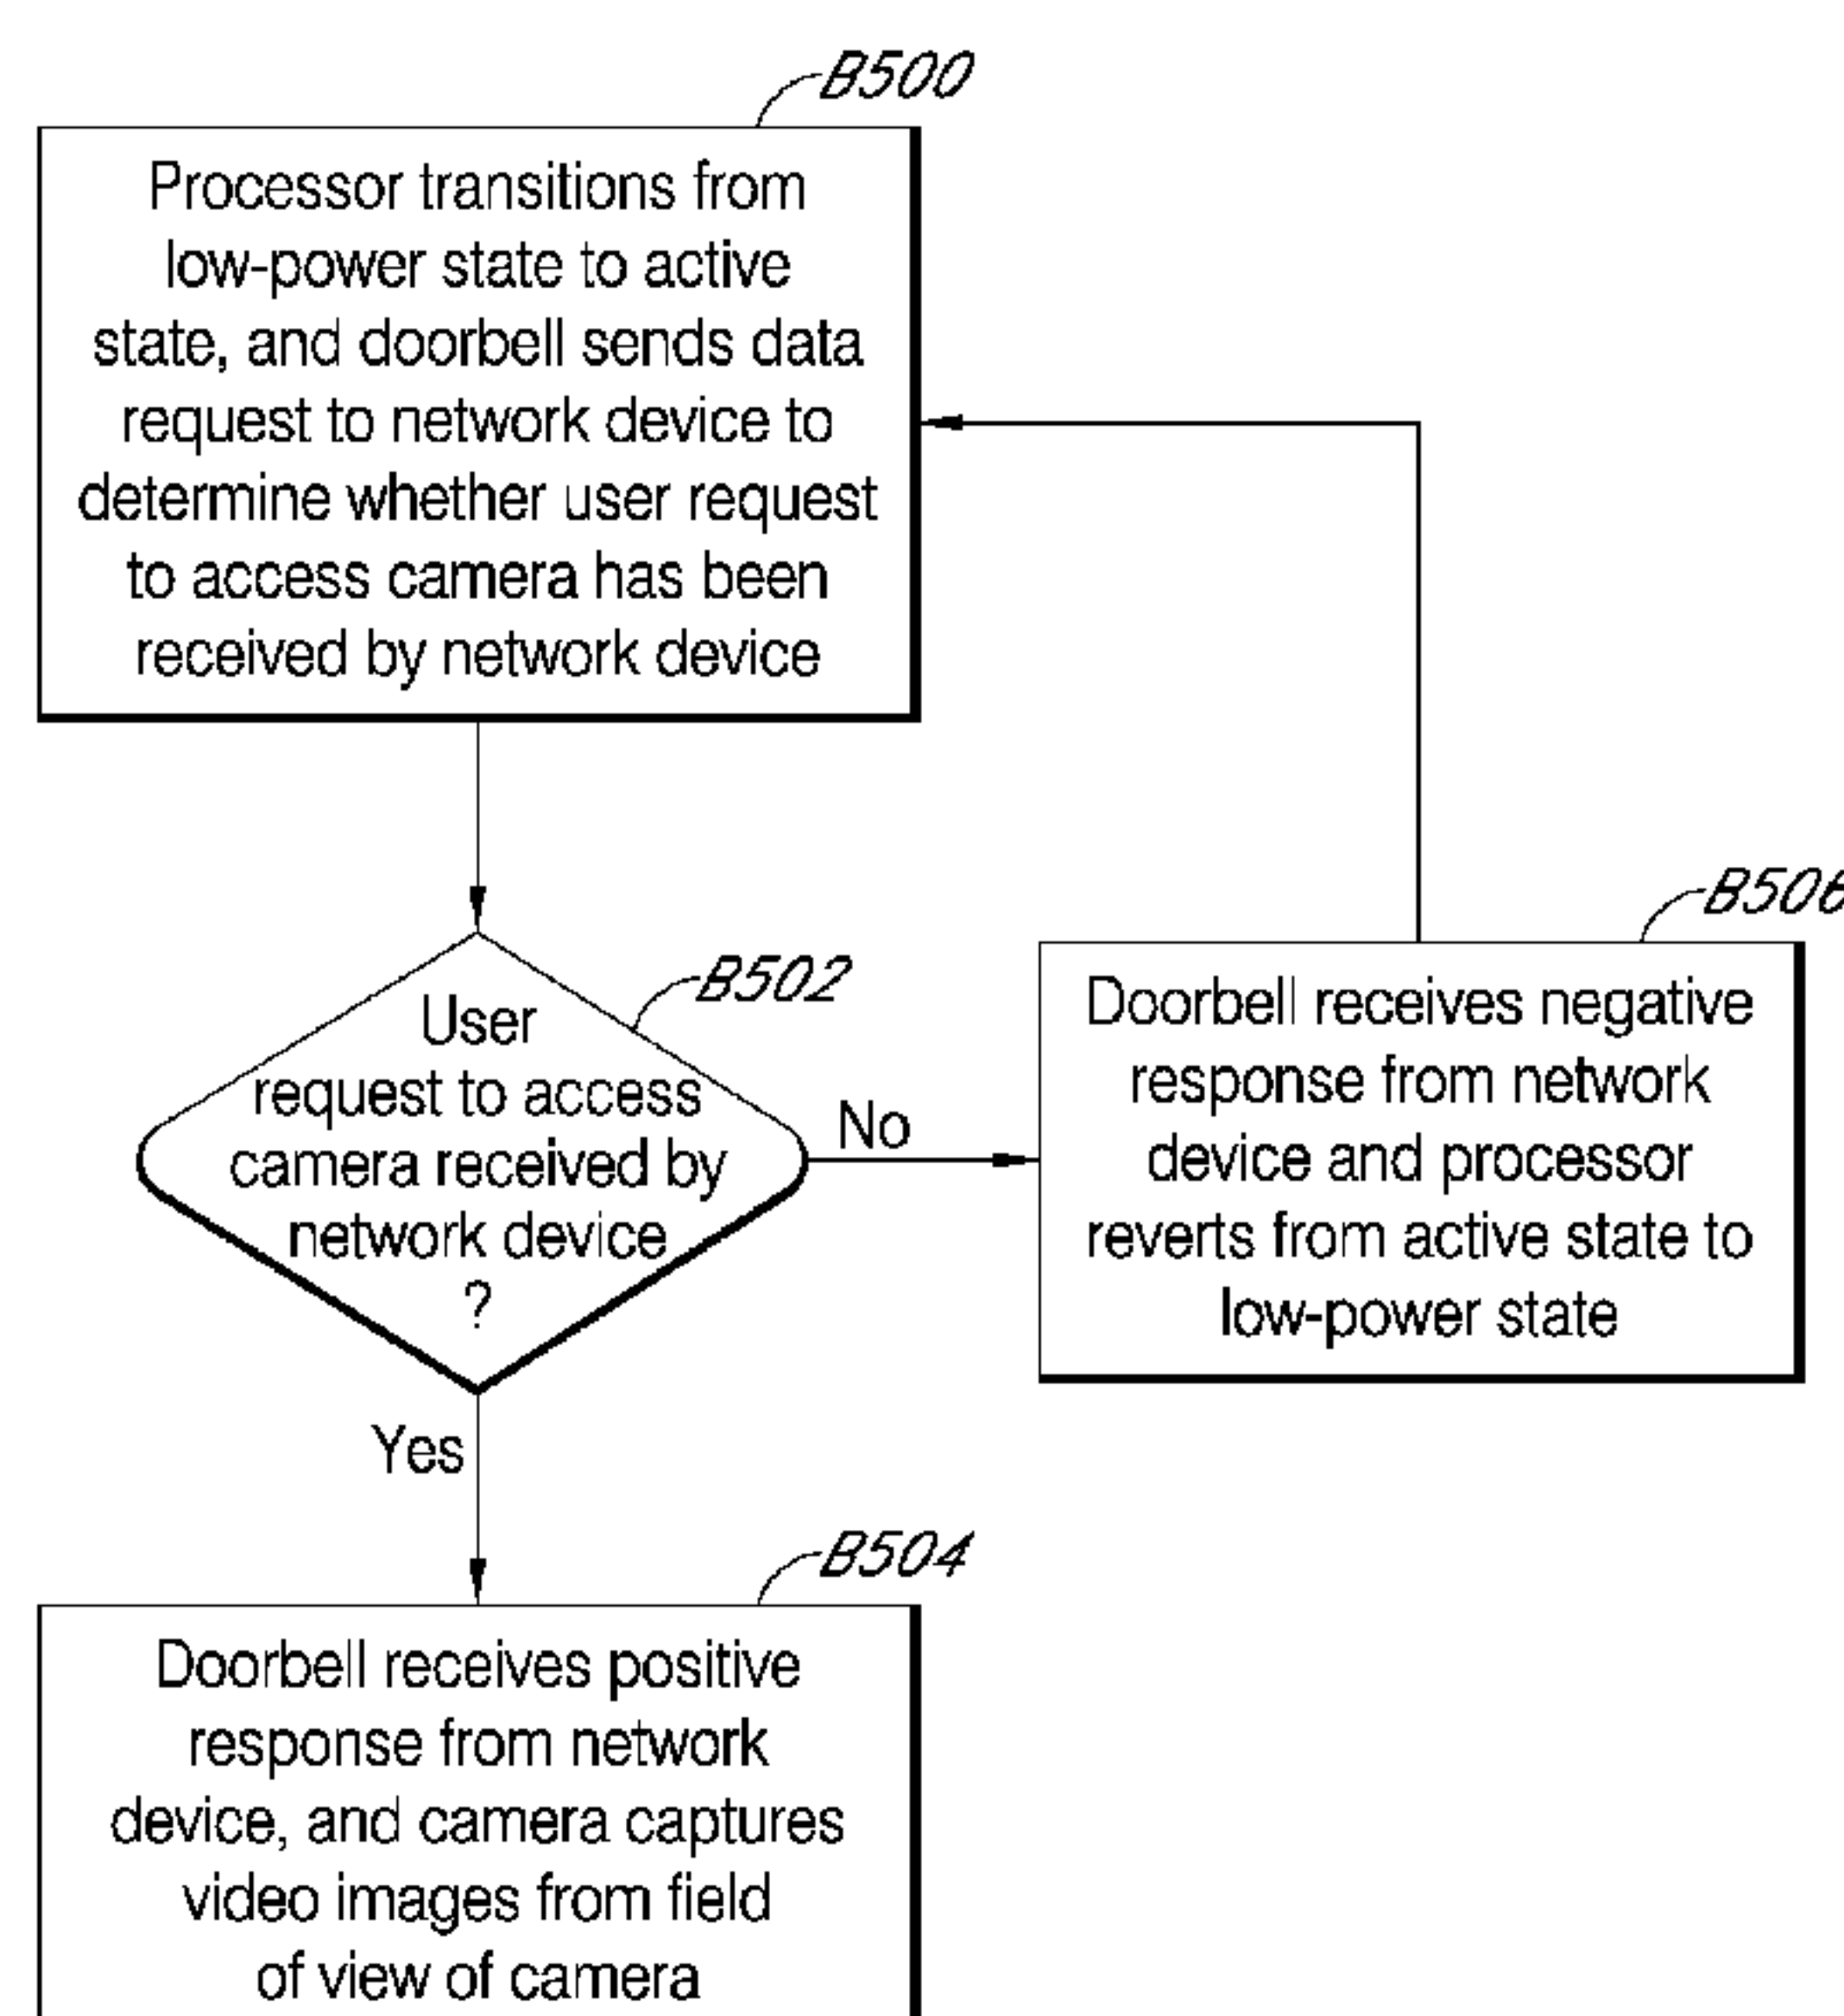 B500
Processor transitions from
low-power state to active
state, and doorbell sends data
request to network device to
determine whether user request
to access camera has been
received by network device
B502
User
request to access
camera received by
network device
?
No
Yes
B506
Doorbell receives negative
response from network
device and processor
reverts from active state to
low-power state
B504
Doorbell receives positive
response from network
device, and camera captures
video images from field
of view of camera